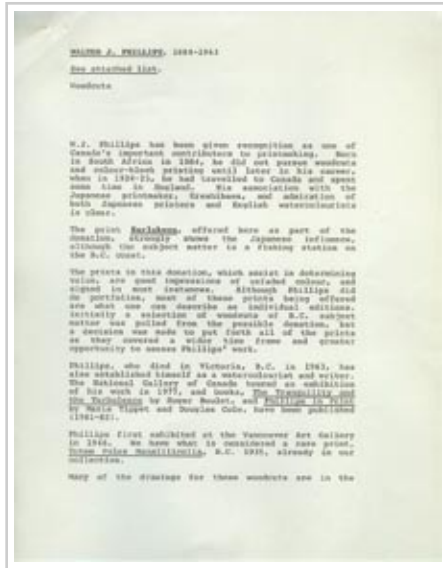 WALTER J. PHILLIPS, 1884-1963
See attached list.
Woodcuts
W.J. Phillips has been given recognition as one of
Canada's important contributors to printmaking. Born
in South Africa in 1884, he did not pursue woodcuts
and colour-block printing until later in his career,
when in 1924-25, he had travelled to Canada and spent
some time in England. His association with the
Japanese printmaker, and admiration of
both Japanese printers and English watercolourists
is clear.
The print Karlukwees, offered here as part of the
donation, strongly shows the Japanese influence,
although the subject matter is a fishing station on
the B.C. coast.
The prints in this donation, which assist in determining
value, are good impressions of unfaded colour, and
signed in most instances. Although Phillips did
do portfolios, most of these prints being offered
are what one can describe as individual editions.
Initially a selection of woodcuts of B.C. subject
matter was pulled from the possible donation, but
a decision was made to put forth all of the prints
as they covered a wider time frame and greater
opportunity to assess Phillips' work.
Phillips, who died in Victoria, B.C. in 1963, has
also established himself as a watercolourist and writer.
The National Gallery of Canada toured an exhibition
of his work in 1977, and books, The Tranquility and
the Turbulence by Roger Boulet, and Phillips in Print
by Maria Tippet and Douglas Cole, have been published
(1981-82).
Phillips first exhibited at the Vancouver Art Gallery
in 1944. We have what is considered a rare print,
Totem Poles B.C. 1935, already in our
collection.
Many of the drawings for these woodcuts are in the